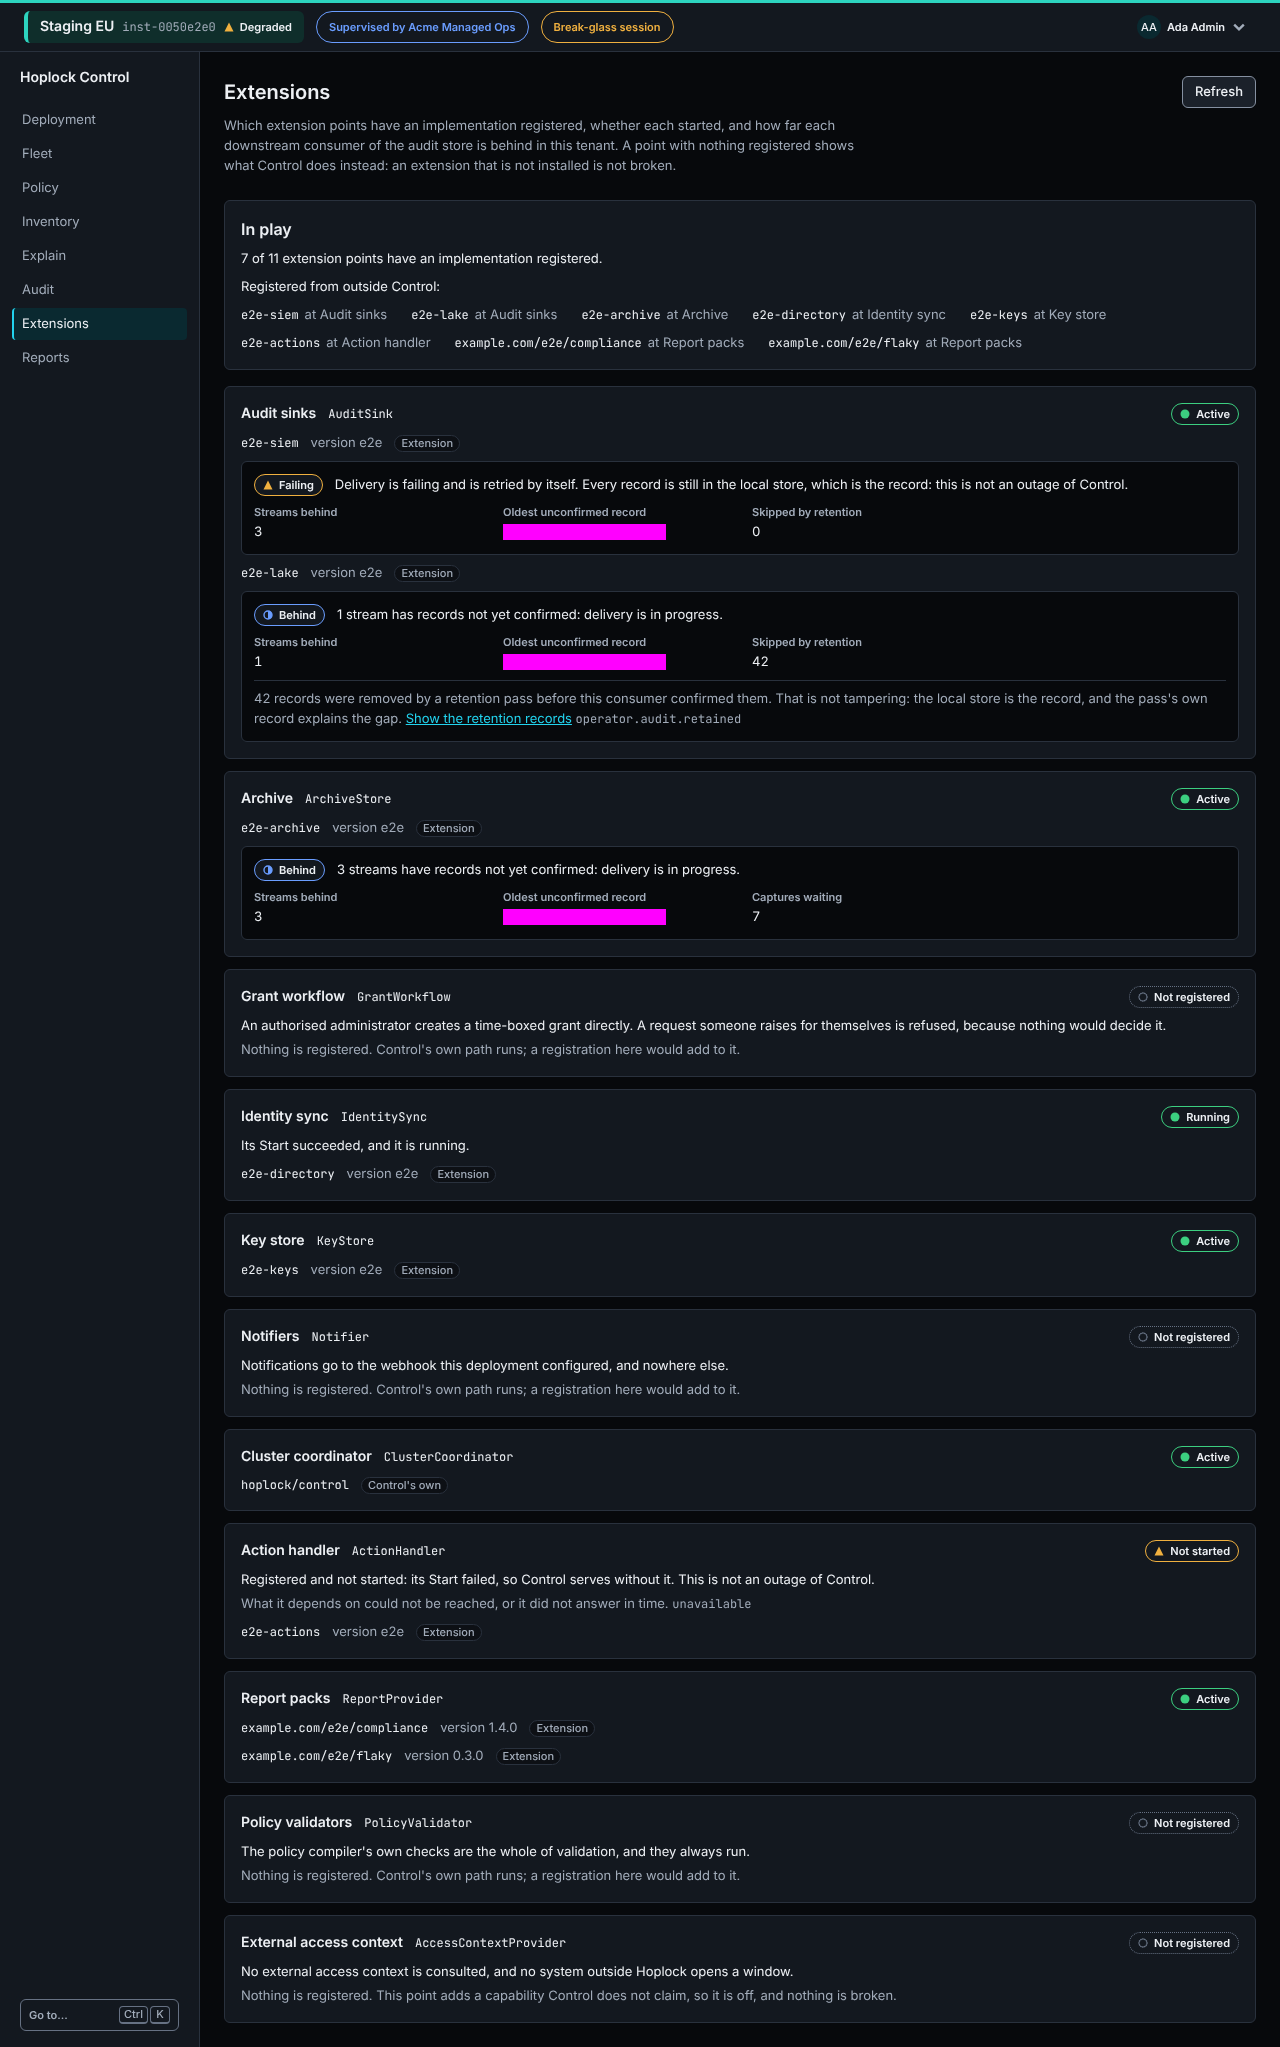 Staging EU inst-0050e2e0 Degraded Supervised by Acme Managed Ops Break-glass session AA Ada Admin
Hoplock Control
Deployment
Fleet
Policy
Inventory
Explain
Audit
Extensions
Reports
Go to... Ctrl K
Extensions
Refresh
Which extension points have an implementation registered, whether each started, and how far each
downstream consumer of the audit store is behind in this tenant. A point with nothing registered shows
what Control does instead: an extension that is not installed is not broken.
In play
7 of 11 extension points have an implementation registered.
Registered from outside Control:
e2e-siem at Audit sinks e2e-lake at Audit sinks e2e-archive at Archive e2e-directory at Identity sync e2e-keys at Key store
e2e-actions at Action handler example.com/e2e/compliance at Report packs example.com/e2e/flaky at Report packs
Audit sinks AuditSink Active
e2e-siem version e2e Extension
Failing Delivery is failing and is retried by itself. Every record is still in the local store, which is the record: this is not an outage of Control.
Streams behind Oldest unconfirmed record Skipped by retention
3 0
e2e-lake version e2e Extension
Behind 1 stream has records not yet confirmed: delivery is in progress.
Streams behind Oldest unconfirmed record Skipped by retention
1 42
42 records were removed by a retention pass before this consumer confirmed them. That is not tampering: the local store is the record, and the pass's own
record explains the gap. Show the retention records operator.audit.retained
Archive ArchiveStore Active
e2e-archive version e2e Extension
Behind 3 streams have records not yet confirmed: delivery is in progress.
Streams behind Oldest unconfirmed record Captures waiting
3 7
Grant workflow GrantWorkflow Not registered
An authorised administrator creates a time-boxed grant directly. A request someone raises for themselves is refused, because nothing would decide it.
Nothing is registered. Control's own path runs; a registration here would add to it.
Identity sync IdentitySync Running
Its Start succeeded, and it is running.
e2e-directory version e2e Extension
Key store KeyStore Active
e2e-keys version e2e Extension
Notifiers Notifier Not registered
Notifications go to the webhook this deployment configured, and nowhere else.
Nothing is registered. Control's own path runs; a registration here would add to it.
Cluster coordinator ClusterCoordinator Active
hoplock/control Control's own
Action handler ActionHandler Not started
Registered and not started: its Start failed, so Control serves without it. This is not an outage of Control.
What it depends on could not be reached, or it did not answer in time. unavailable
e2e-actions version e2e Extension
Report packs ReportProvider Active
example.com/e2e/compliance version 1.4.0 Extension
example.com/e2e/flaky version 0.3.0 Extension
Policy validators PolicyValidator Not registered
The policy compiler's own checks are the whole of validation, and they always run.
Nothing is registered. Control's own path runs; a registration here would add to it.
External access context AccessContextProvider Not registered
No external access context is consulted, and no system outside Hoplock opens a window.
Nothing is registered. This point adds a capability Control does not claim, so it is off, and nothing is broken.